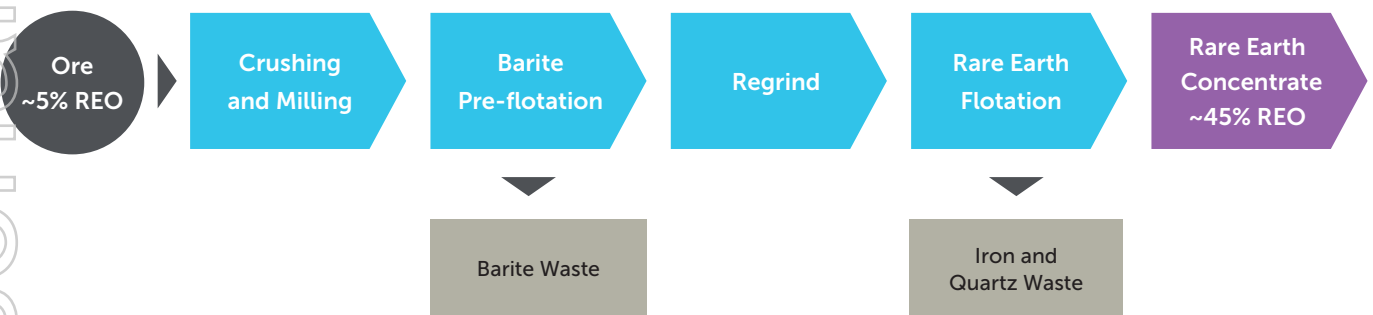 Ore
~5% REO
Crushing
and Milling
Barite
Pre-flotation
Regrind
Rare Earth
Flotation
Rare Earth
Concentrate
~45% REO
Barite Waste
Iron and
Quartz Waste